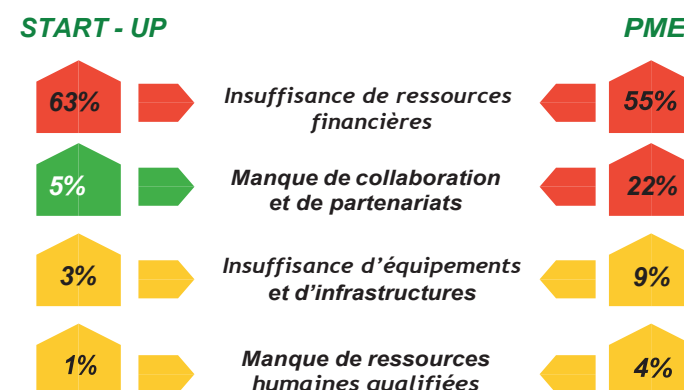 START - UP PME
63% Insuffisance de ressources 55%
financières
5% Manque de collaboration 22%
et de partenariats
3% Insuffisance d’équipements 9%
et d’infrastructures
1% Manque de ressources 4%
humaines qualifiées